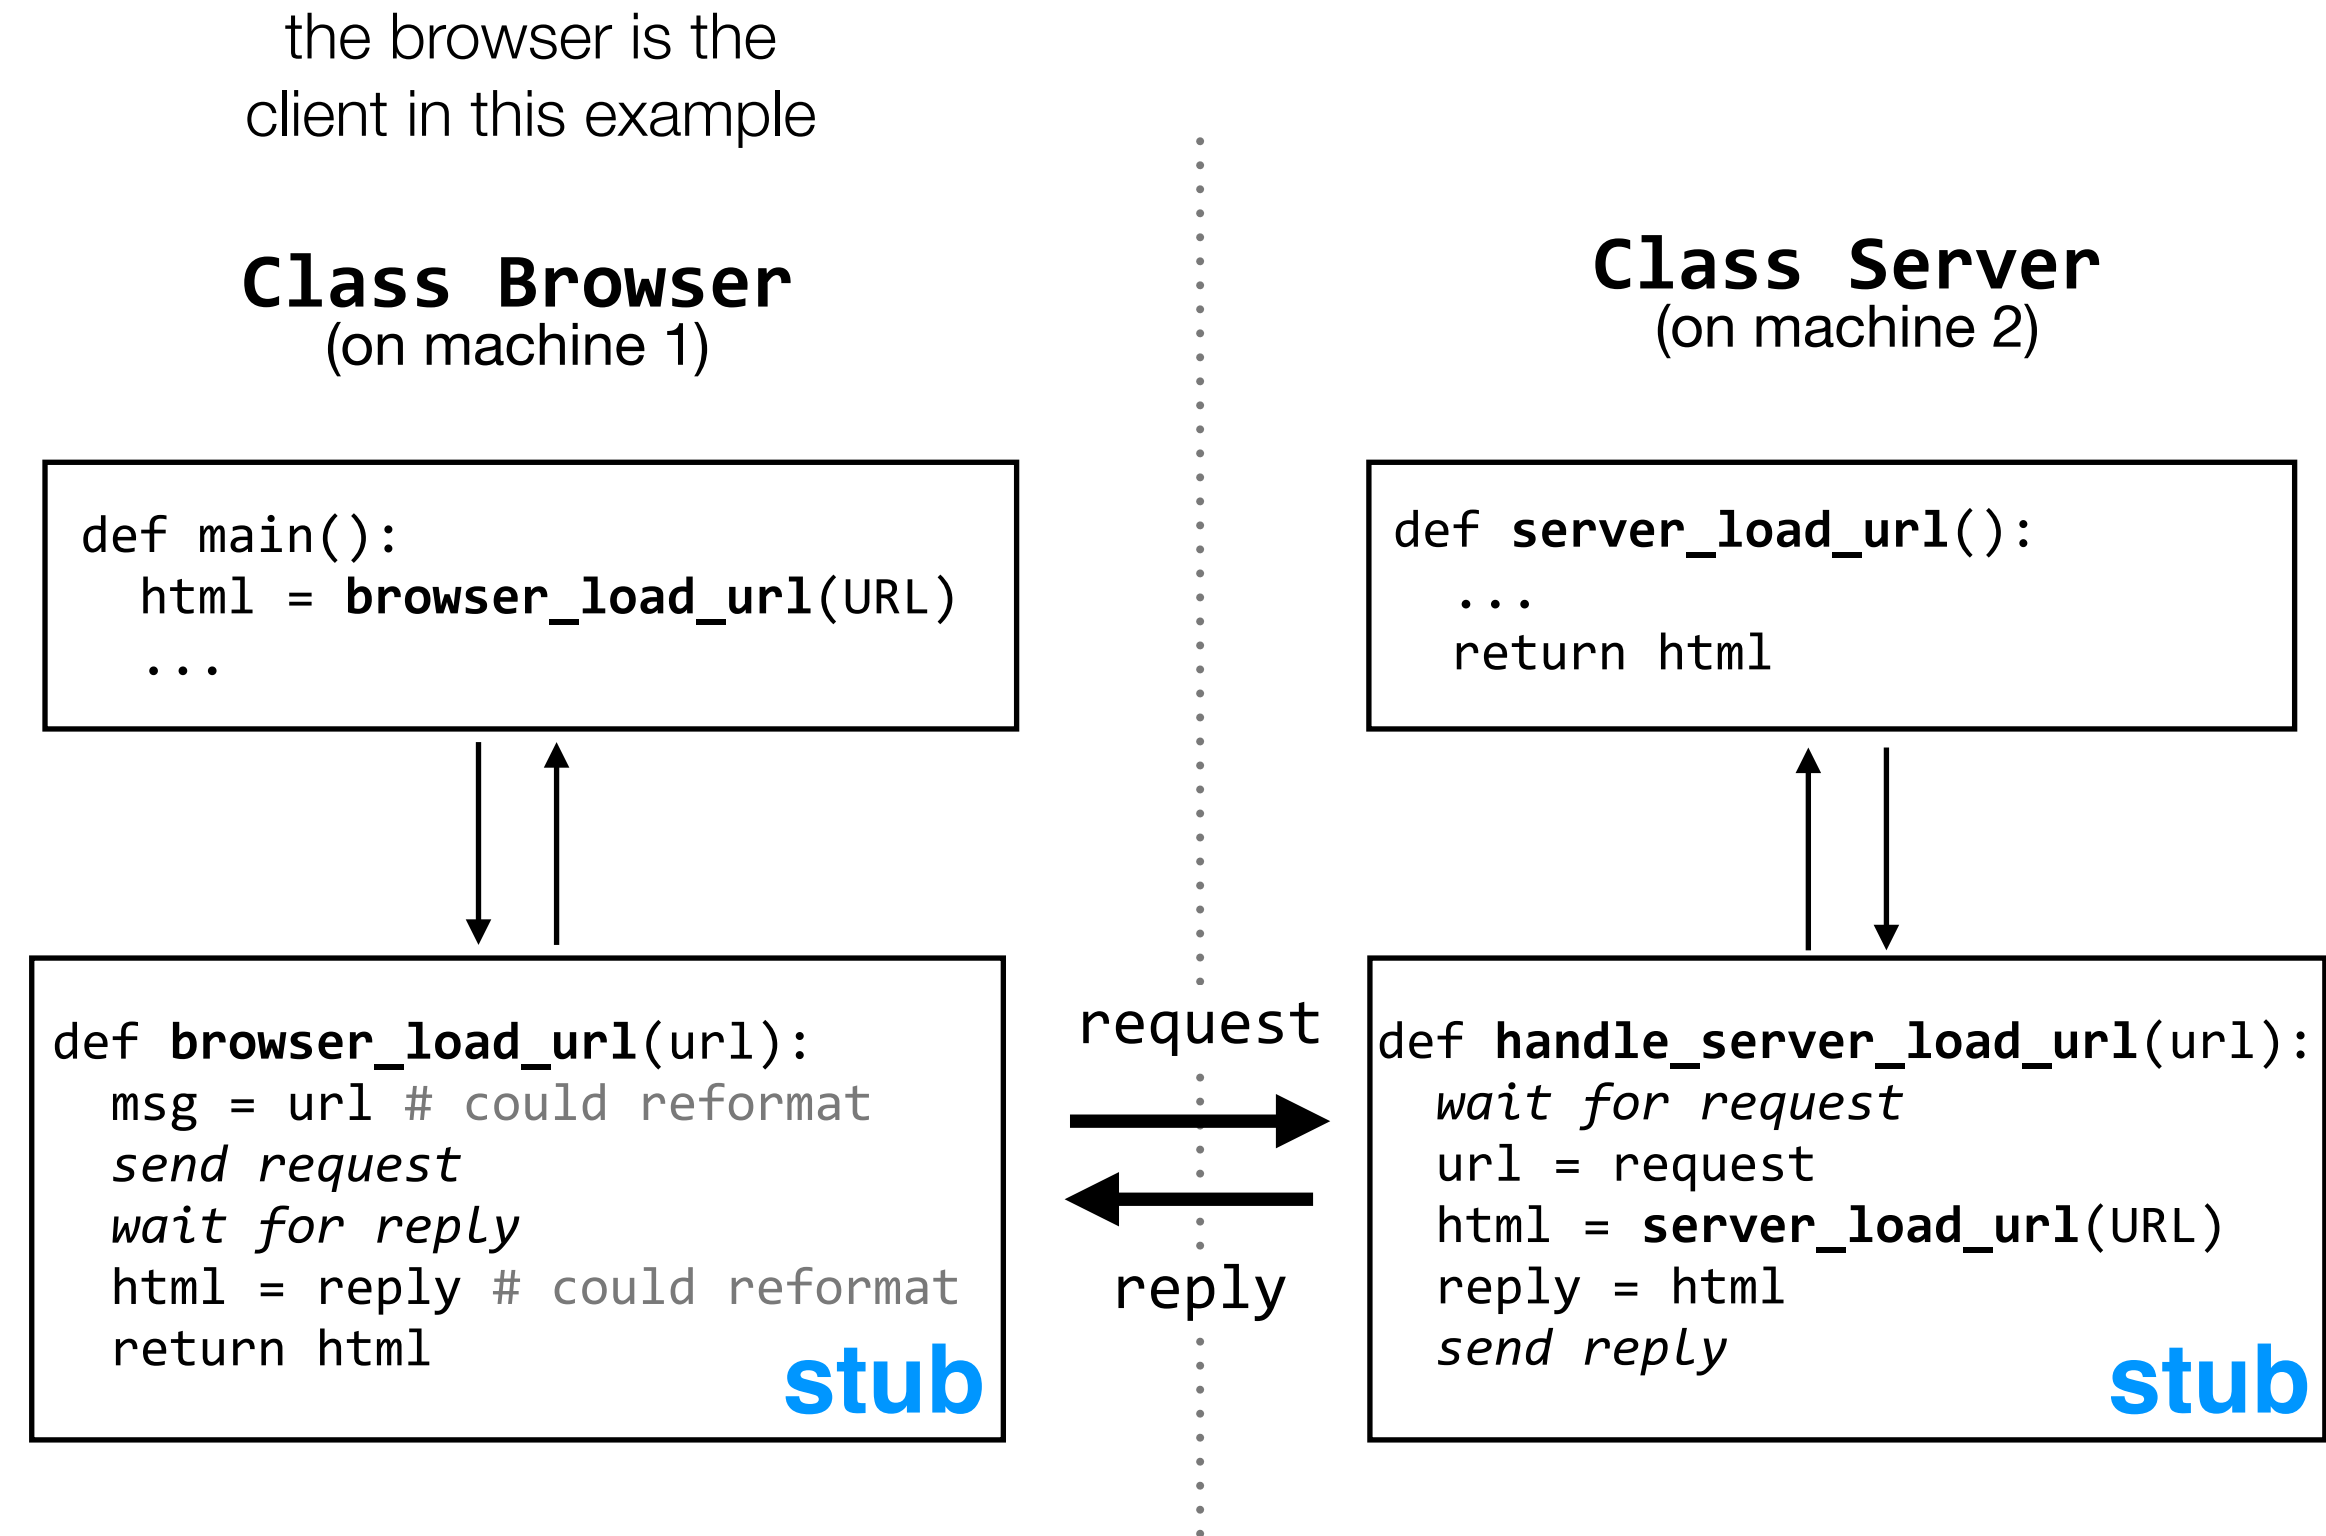 the browser is the
client in this example
Class Browser
(on machine 1)
def main():
  html = browser_load_url(URL)
  ...
def browser_load_url(url):
  msg = url # could reformat
  send request
  wait for reply
  html = reply # could reformat
  return html
stub
request
reply
Class Server
(on machine 2)
def server_load_url():
  ...
  return html
def handle_server_load_url(url):
  wait for request
  url = request
  html = server_load_url(URL)
  reply = html
  send reply
stub